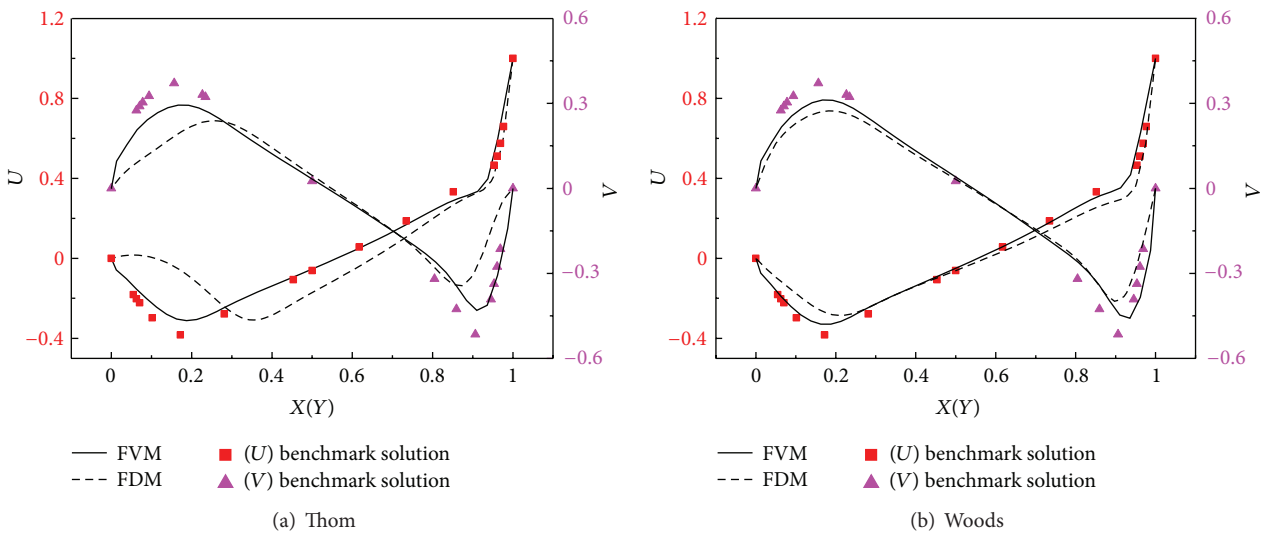 1.2
0.8
0.4
0
−0.4
U
0.6
0.3
0
−0.3
−0.6
V
0
0.2
0.4
0.6
0.8
1
X(Y)
FVM
FDM
(U) benchmark solution
(V) benchmark solution
(a) Thom
1.2
0.8
0.4
0
−0.4
U
0.6
0.3
0
−0.3
−0.6
V
0
0.2
0.4
0.6
0.8
1
X(Y)
FVM
FDM
(U) benchmark solution
(V) benchmark solution
(b) Woods